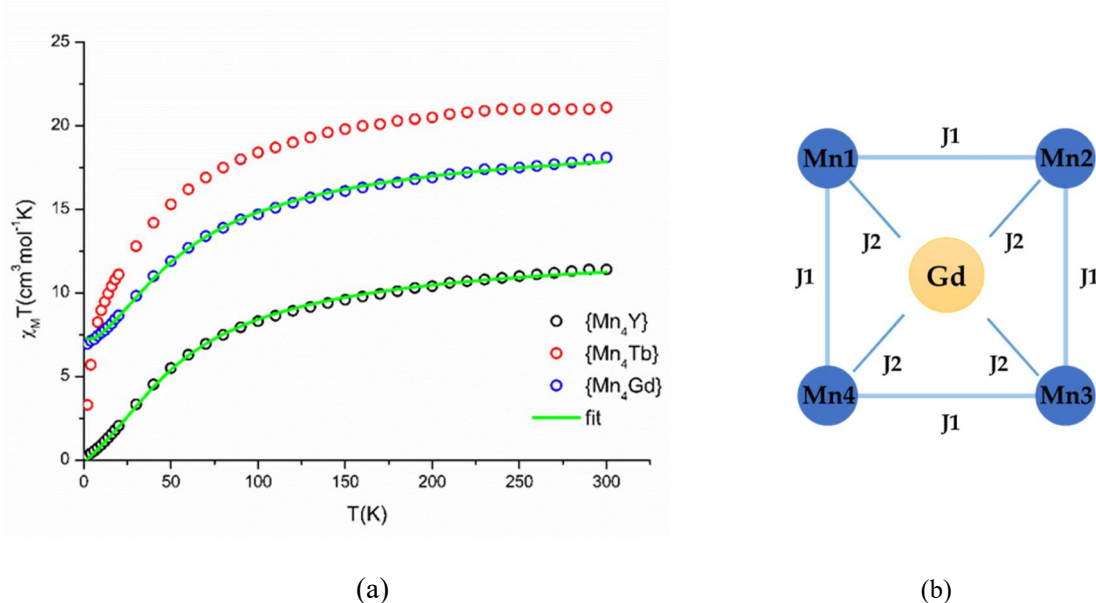 25
20
15
10
5
0
χ_M T(cm³mol⁻¹K)
{Mn₄Y}
{Mn₄Tb}
{Mn₄Gd}
fit
0 50 100 150 200 250 300
T(K)
(a)
Mn1 J1 Mn2
J2 J2
J1 Gd J1
J2 J2
Mn4 J1 Mn3
(b)